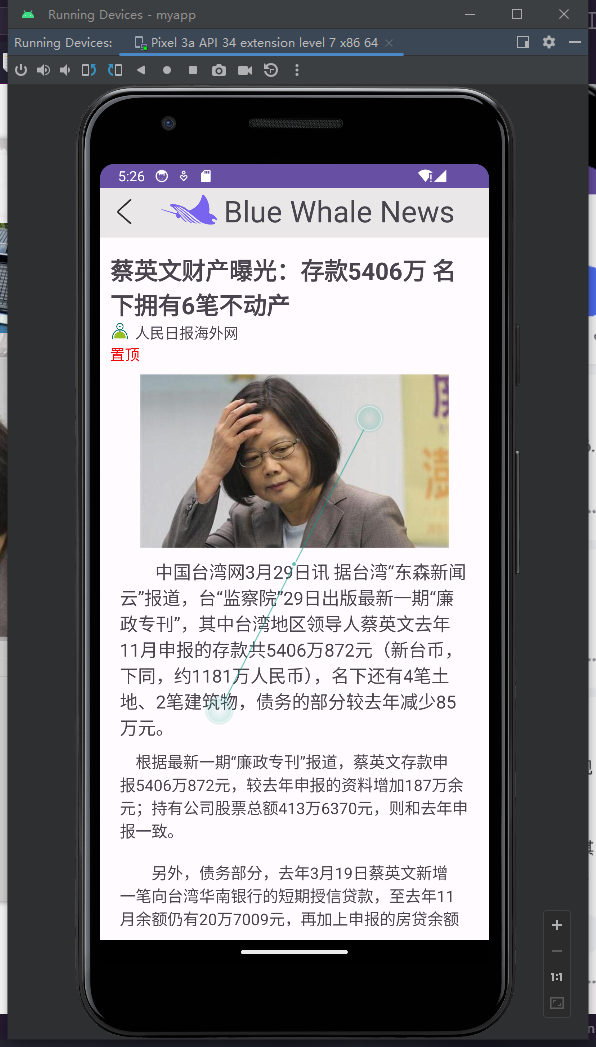 Running Devices - myapp
Running Devices:
Pixel 3a API 34 extension level 7 x86 64
5:26
Blue Whale News
蔡英文财产曝光：存款5406万 名
下拥有6笔不动产
人民日报海外网
置顶
中国台湾网3月29日讯 据台湾“东森新闻
云”报道，台“监察院”29日出版最新一期“廉
政专刊”，其中台湾地区领导人蔡英文去年
11月申报的存款共5406万872元（新台币，
下同，约1181万人民币），名下还有4笔土
地、2笔建筑物，债务的部分较去年减少85
万元。
根据最新一期“廉政专刊”报道，蔡英文存款申
报5406万872元，较去年申报的资料增加187万余
元；持有公司股票总额413万6370元，则和去年申
报一致。
另外，债务部分，去年3月19日蔡英文新增
一笔向台湾华南银行的短期授信贷款，至去年11
月余额仍有20万7009元，再加上申报的房贷余额
1:1